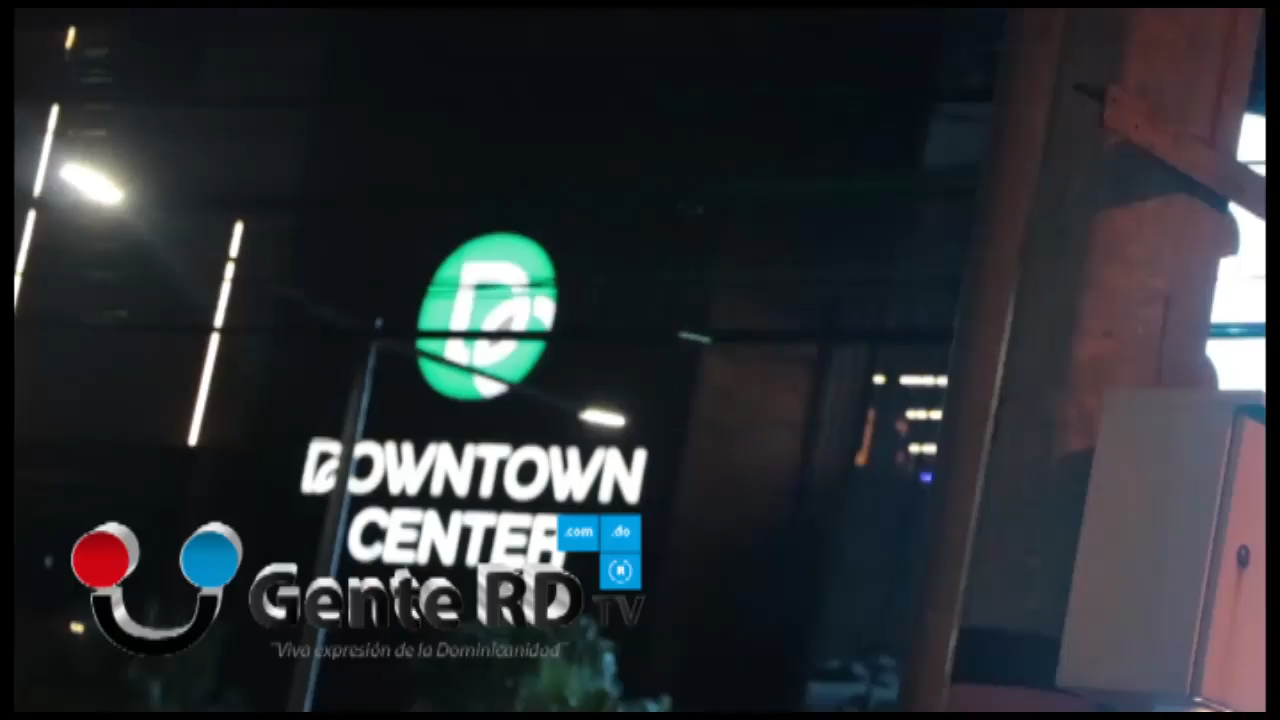 DOWNTOWN
CENTER
.com .do
R
Gente RD
TV
"Viva expresión de la Dominicanidad"